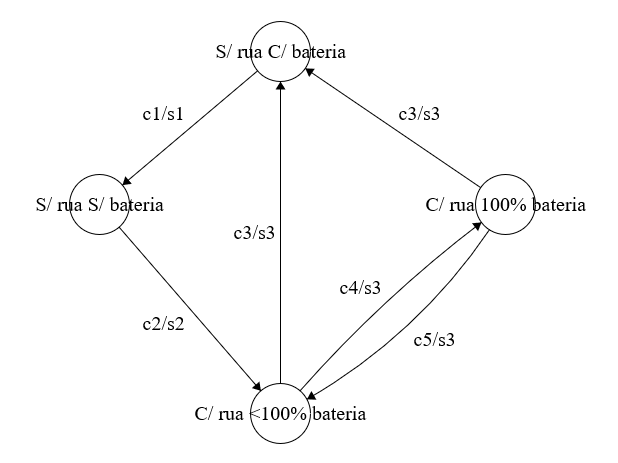 S/ rua C/ bateria
c1/s1
c3/s3
S/ rua S/ bateria
C/ rua 100% bateria
c3/s3
c4/s3
c2/s2
c5/s3
C/ rua <100% bateria